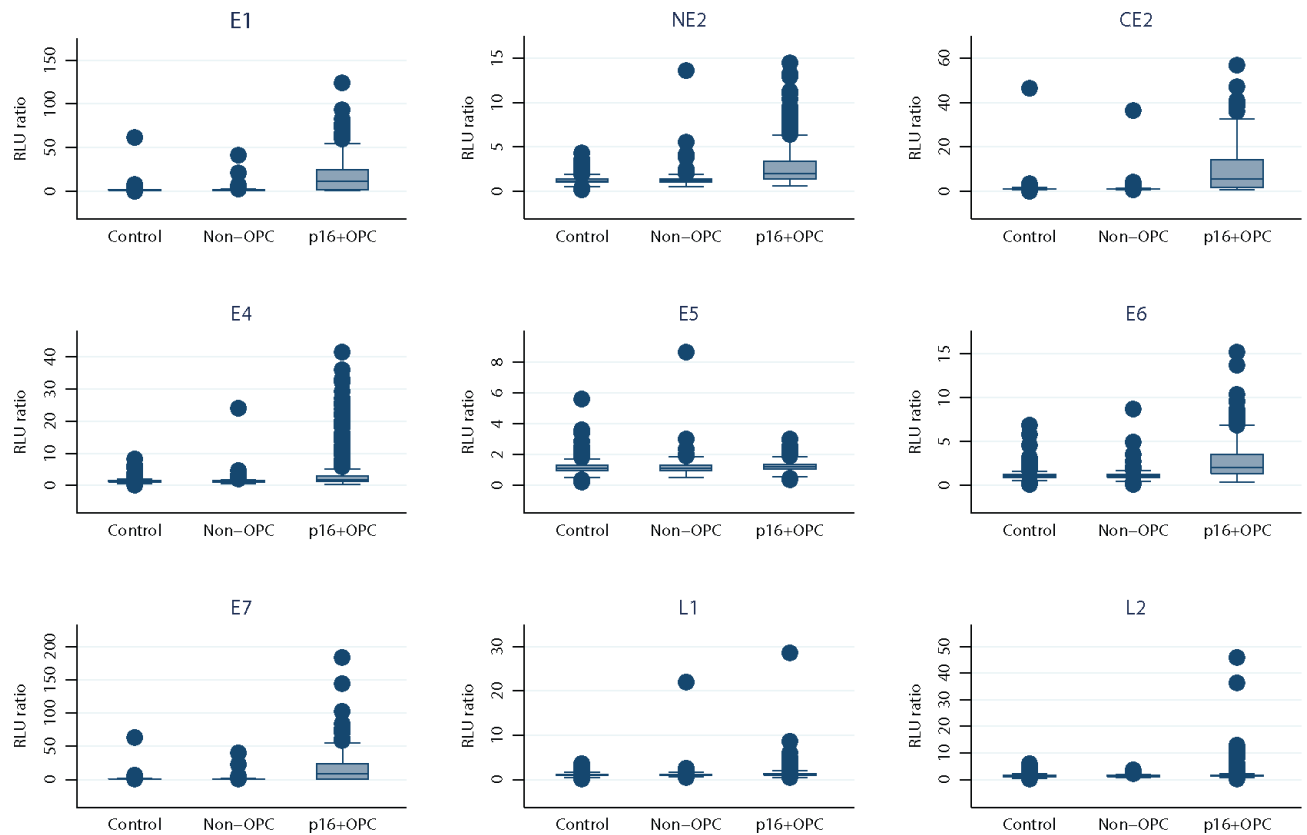 E1
150
100
50
0
RLU ratio
Control Non−OPC p16+OPC
NE2
15
10
5
0
RLU ratio
Control Non−OPC p16+OPC
CE2
60
40
20
0
RLU ratio
Control Non−OPC p16+OPC
E4
40
30
20
10
0
RLU ratio
Control Non−OPC p16+OPC
E5
8
6
4
2
0
RLU ratio
Control Non−OPC p16+OPC
E6
15
10
5
0
RLU ratio
Control Non−OPC p16+OPC
E7
200
150
100
50
0
RLU ratio
Control Non−OPC p16+OPC
L1
30
20
10
0
RLU ratio
Control Non−OPC p16+OPC
L2
50
40
30
20
10
0
RLU ratio
Control Non−OPC p16+OPC